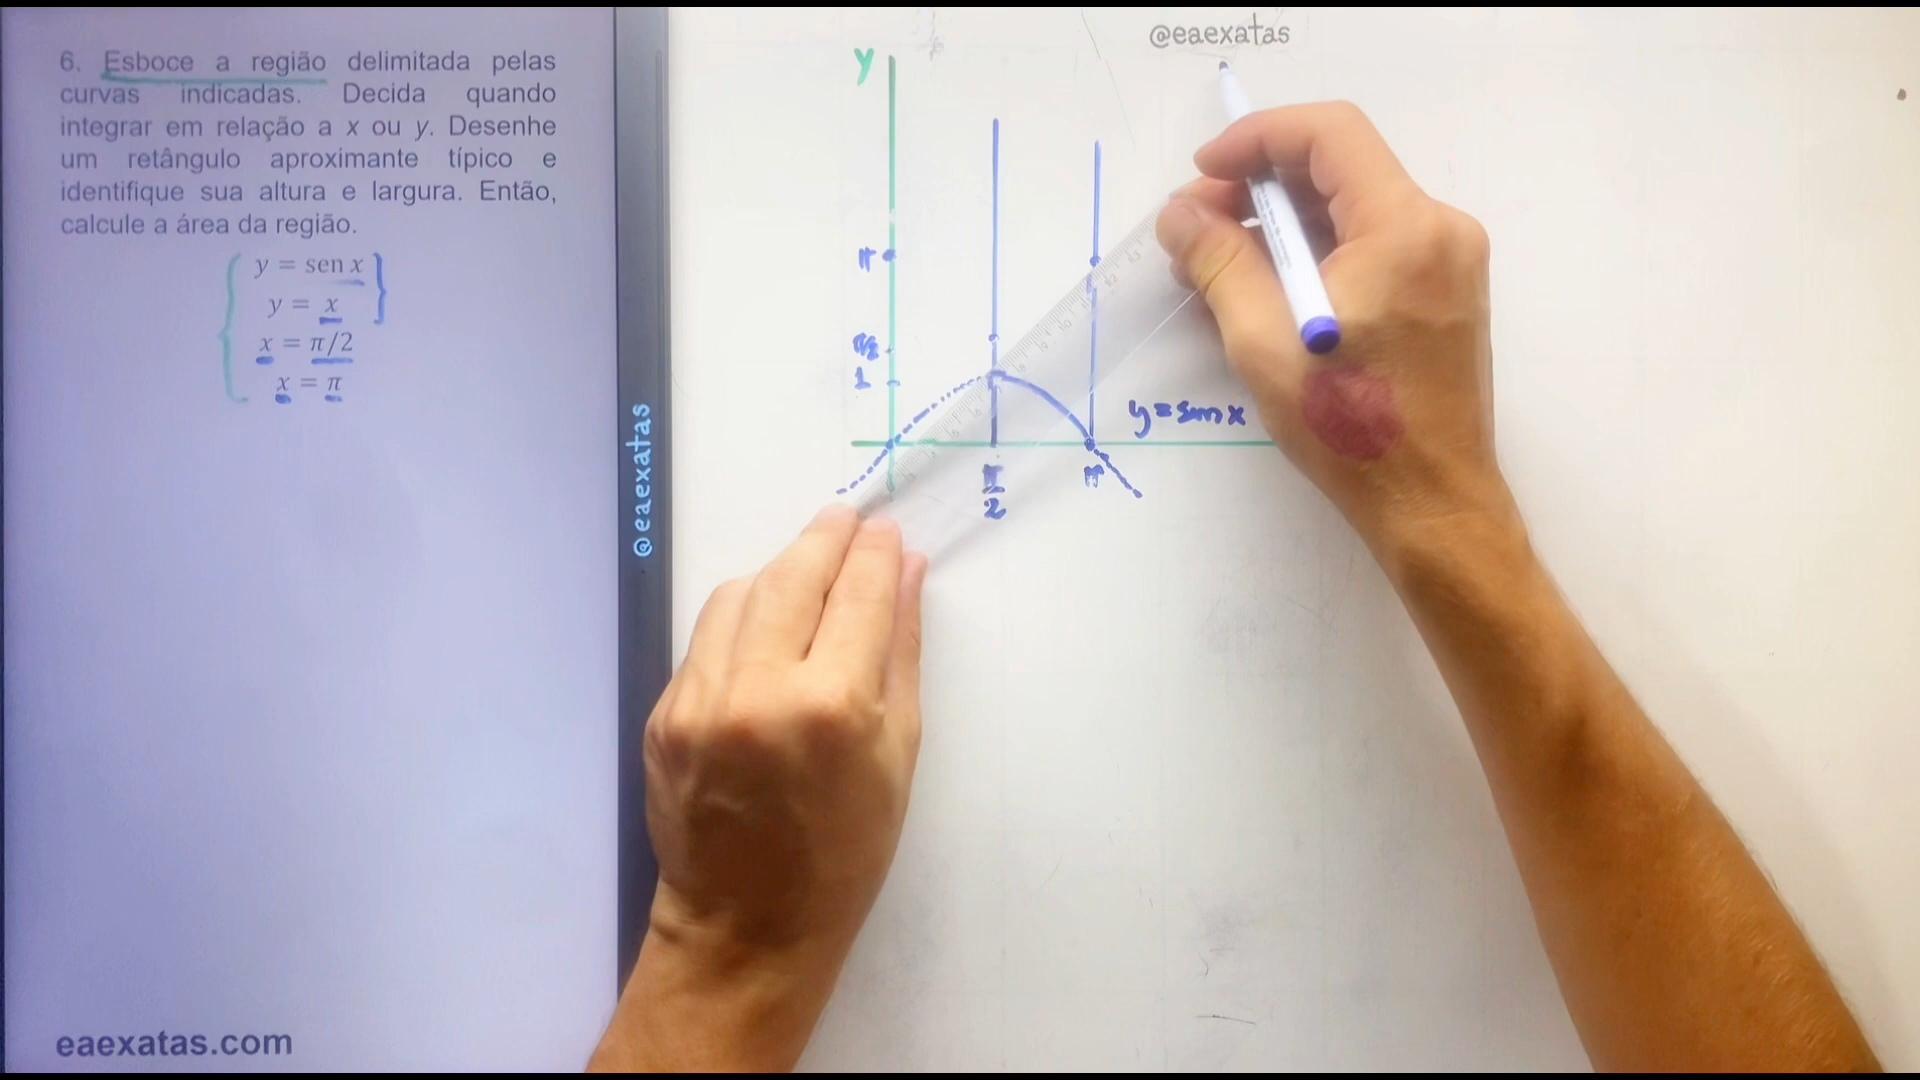 6. Esboce a região delimitada pelas
curvas indicadas. Decida quando
integrar em relação a x ou y. Desenhe
um retângulo aproximante típico e
identifique sua altura e largura. Então,
calcule a área da região.
y = sen x
y = x
x = π/2
x = π
eaexatas.com
@eaexatas
@eaexatas
y
π
π/2
1
y = sen x
π/2
π